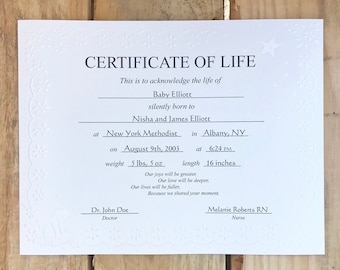 CERTIFICATE OF LIFE
This is to acknowledge the life of
Baby Elliott
silently born to
Nisha and James Elliott
at New York Methodist in Albany, NY
on August 9th, 2003 at 6:24 P.M.
weight 5 lbs, 5 oz length 16 inches
Our joys will be greater.
Our love will be deeper.
Our lives will be fuller.
Because we shared your moment.
Dr. John Doe Melanie Roberts RN
Doctor Nurse